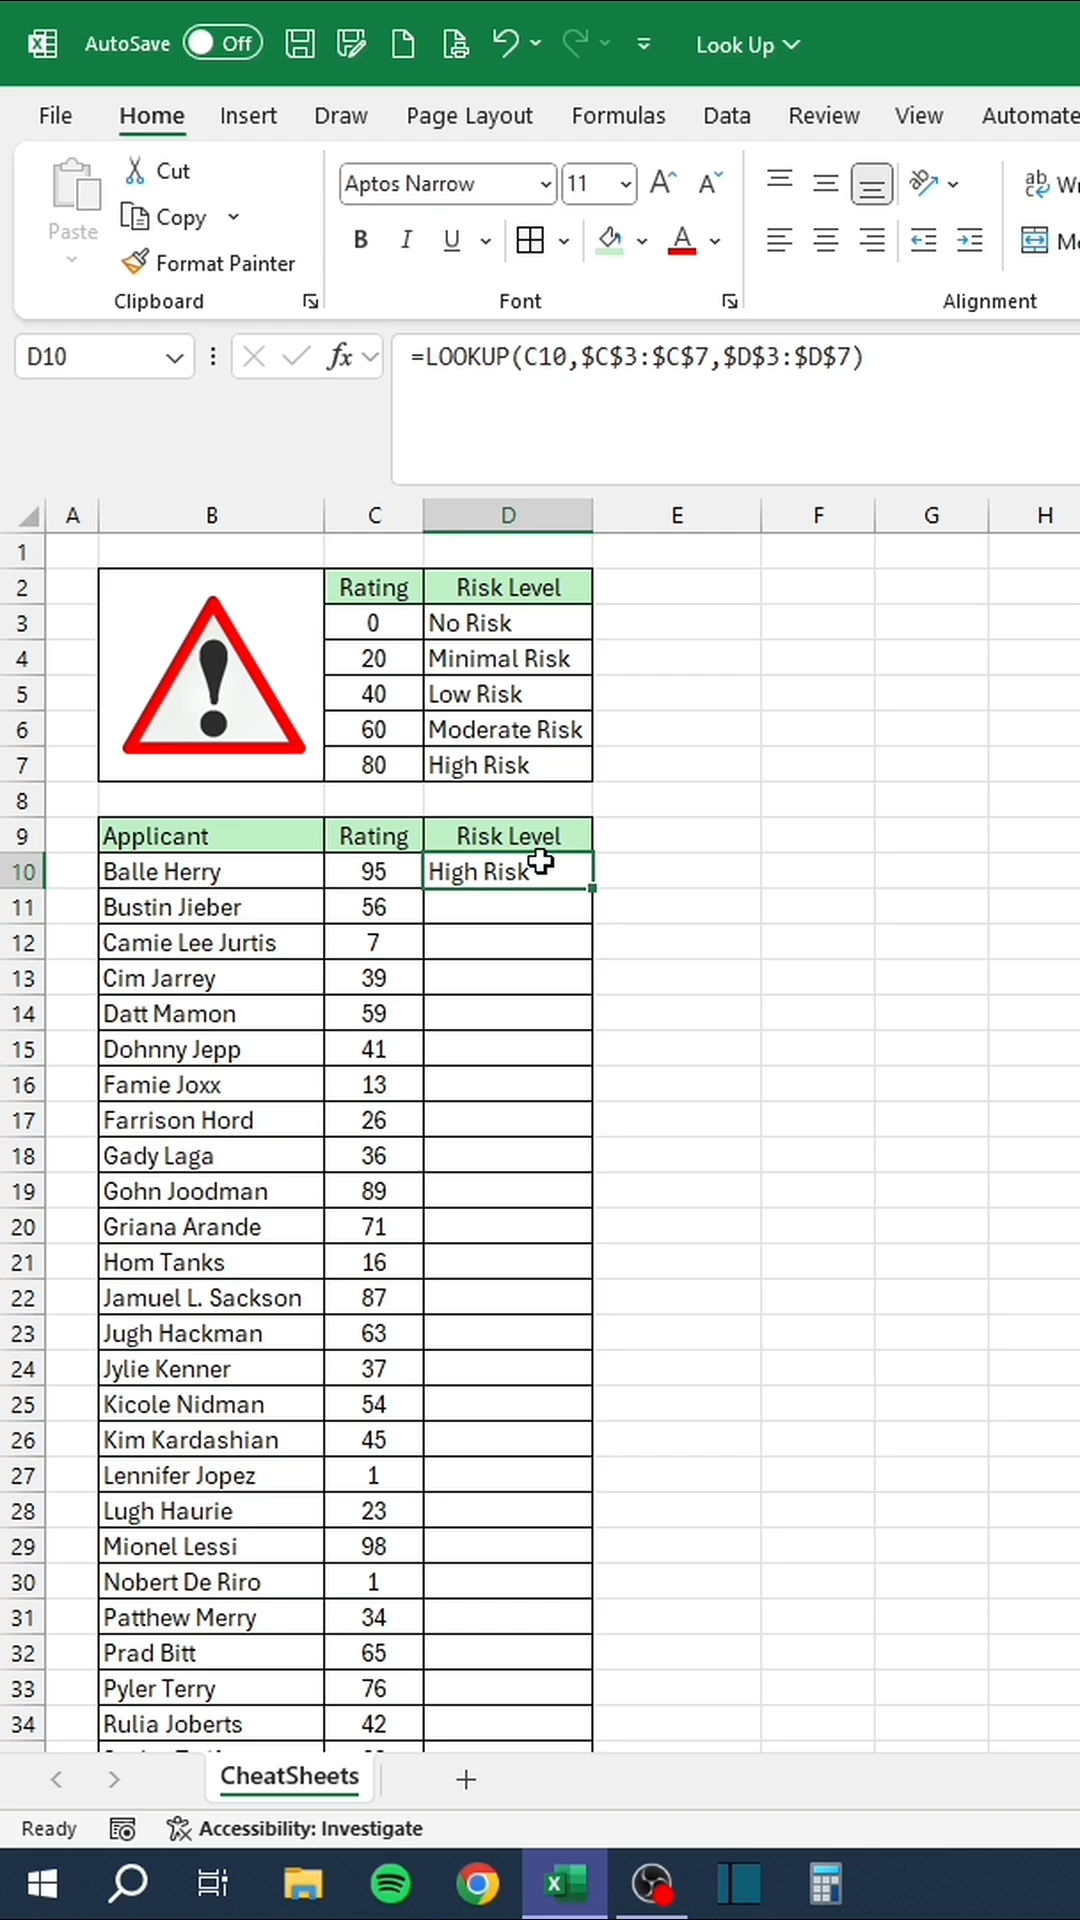 AutoSave Off Look Up
File Home Insert Draw Page Layout Formulas Data Review View Automate
Paste
Cut
Copy
Format Painter
Clipboard
Aptos Narrow 11
B I U A
Font
ab
Alignment
D10 fx =LOOKUP(C10,$C$3:$C$7,$D$3:$D$7)
A B C D E F G H
1
2 Rating Risk Level
3 0 No Risk
4 20 Minimal Risk
5 40 Low Risk
6 60 Moderate Risk
7 80 High Risk
8
9 Applicant Rating Risk Level
10 Balle Herry 95 High Risk
11 Bustin Jieber 56
12 Camie Lee Jurtis 7
13 Cim Jarrey 39
14 Datt Mamon 59
15 Dohnny Jepp 41
16 Famie Joxx 13
17 Farrison Hord 26
18 Gady Laga 36
19 Gohn Joodman 89
20 Griana Arande 71
21 Hom Tanks 16
22 Jamuel L. Sackson 87
23 Jugh Hackman 63
24 Jylie Kenner 37
25 Kicole Nidman 54
26 Kim Kardashian 45
27 Lennifer Jopez 1
28 Lugh Haurie 23
29 Mionel Lessi 98
30 Nobert De Riro 1
31 Patthew Merry 34
32 Prad Bitt 65
33 Pyler Terry 76
34 Rulia Joberts 42
CheatSheets
Ready Accessibility: Investigate